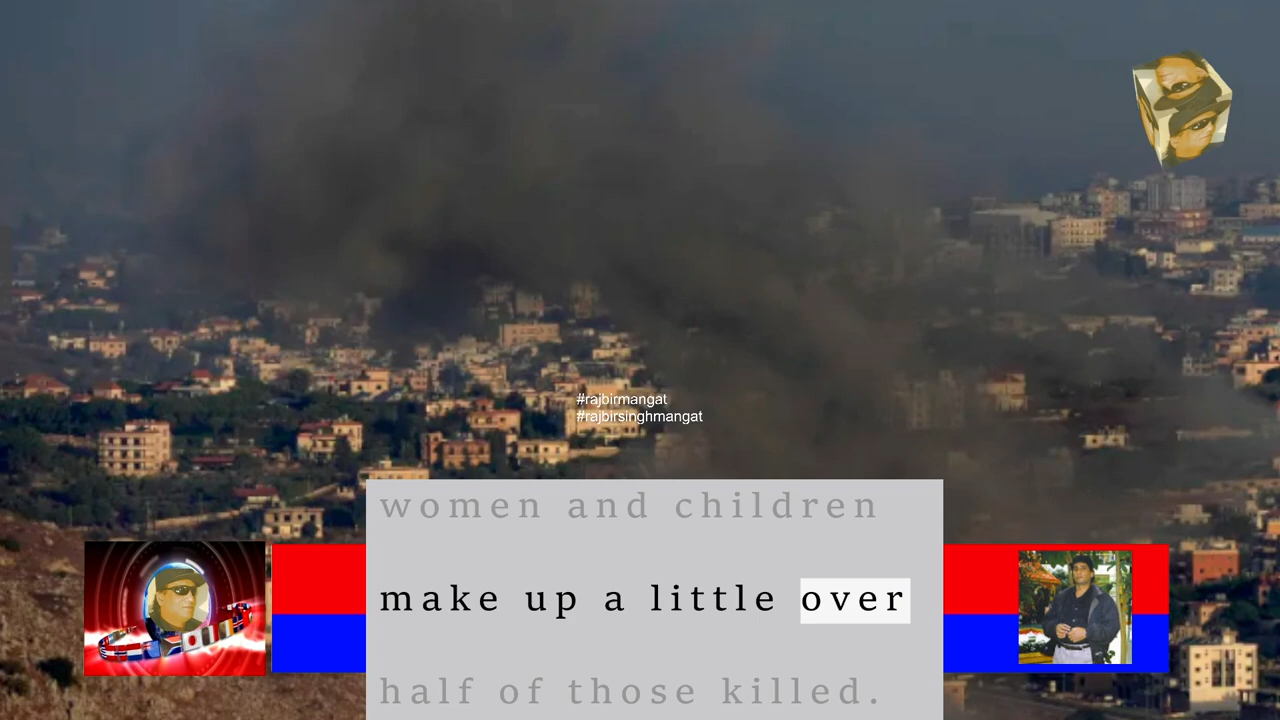 #rajbirmangat
#rajbirsinghmangat
women and children
make up a little over
half of those killed.